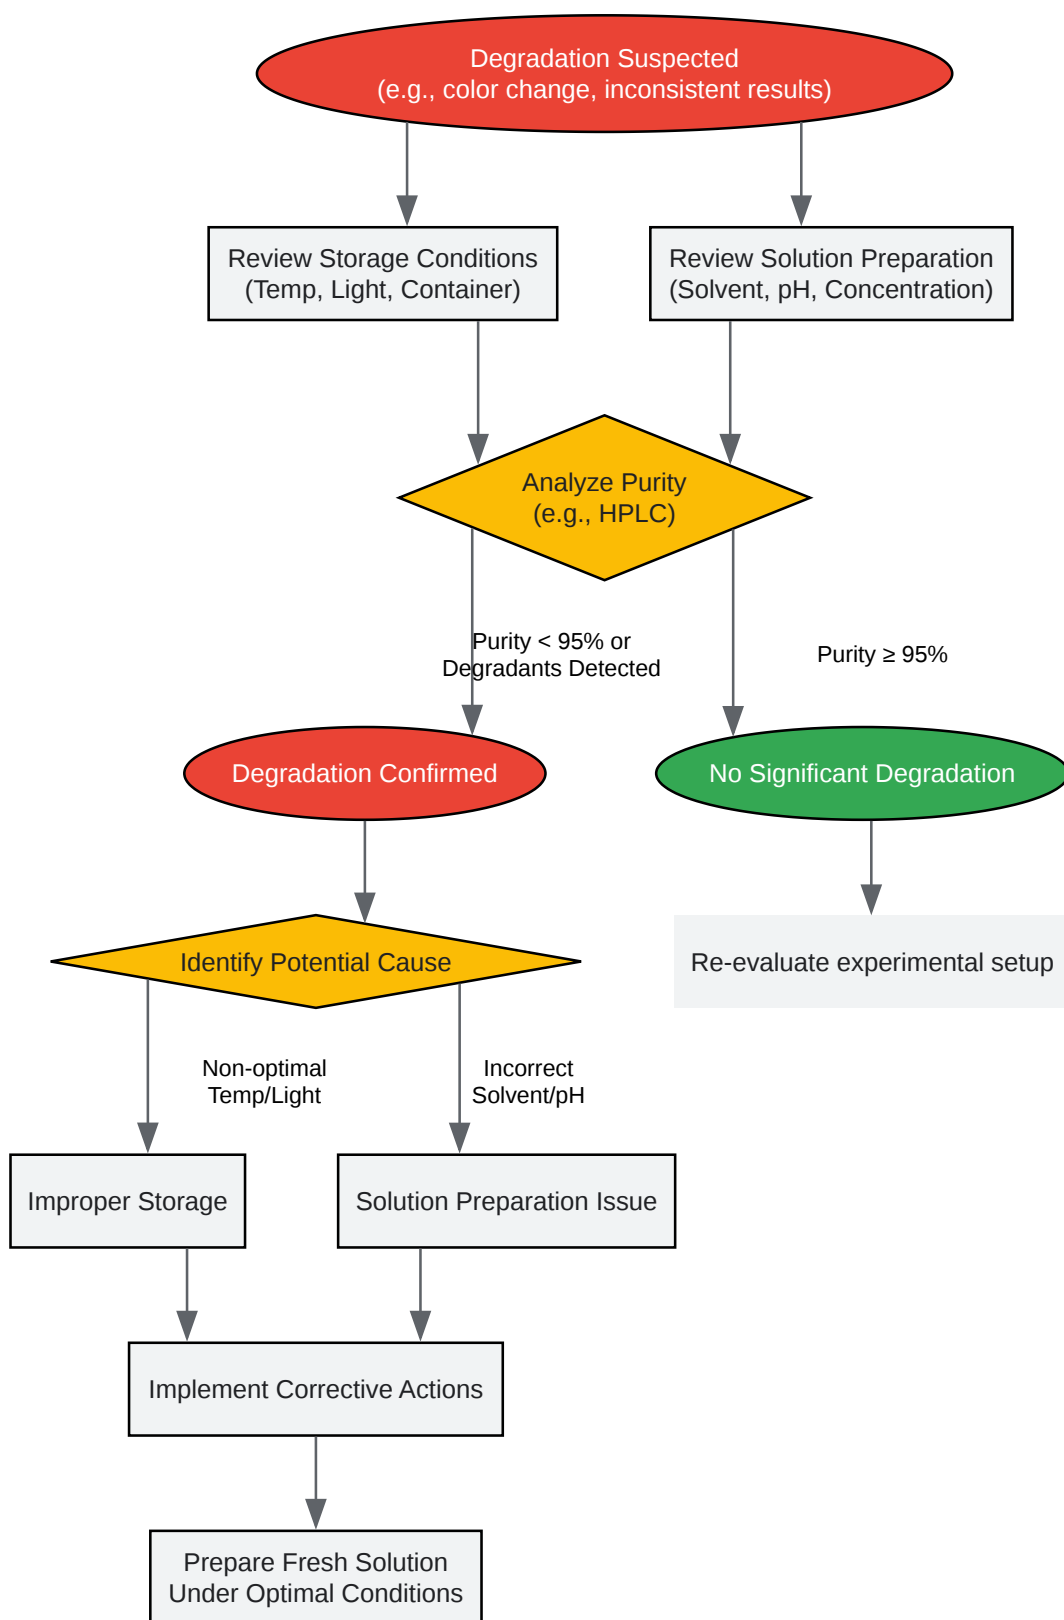 Degradation Suspected
(e.g., color change, inconsistent results)
Review Storage Conditions
(Temp, Light, Container)
Review Solution Preparation
(Solvent, pH, Concentration)
Analyze Purity
(e.g., HPLC)
Purity < 95% or
Degradants Detected
Purity ≥ 95%
Degradation Confirmed
No Significant Degradation
Identify Potential Cause
Re-evaluate experimental setup
Non-optimal
Temp/Light
Incorrect
Solvent/pH
Improper Storage
Solution Preparation Issue
Implement Corrective Actions
Prepare Fresh Solution
Under Optimal Conditions